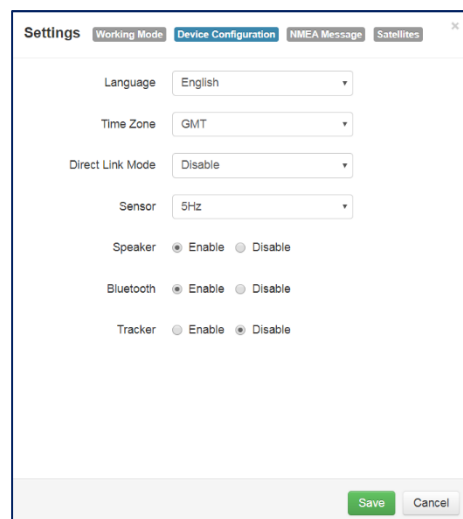 Settings Working Mode Device Configuration NMEA Message Satellites ×
Language English
Time Zone GMT
Direct Link Mode Disable
Sensor 5Hz
Speaker Enable Disable
Bluetooth Enable Disable
Tracker Enable Disable
Save Cancel